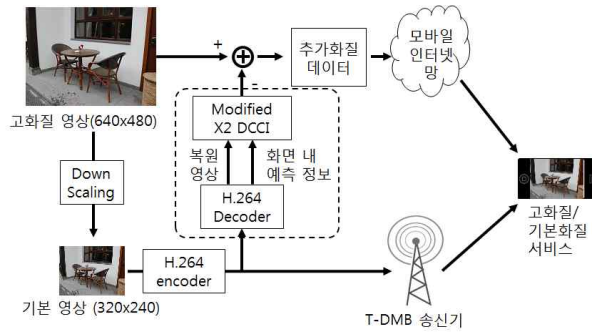 고화질 영상(640x480)
+
-
추가화질
데이터
모바일
인터넷
망
Modified
X2 DCCI
복원
영상
화면 내
예측 정보
H.264
Decoder
Down
Scaling
기본 영상 (320x240)
H.264
encoder
T-DMB 송신기
고화질/
기본화질
서비스